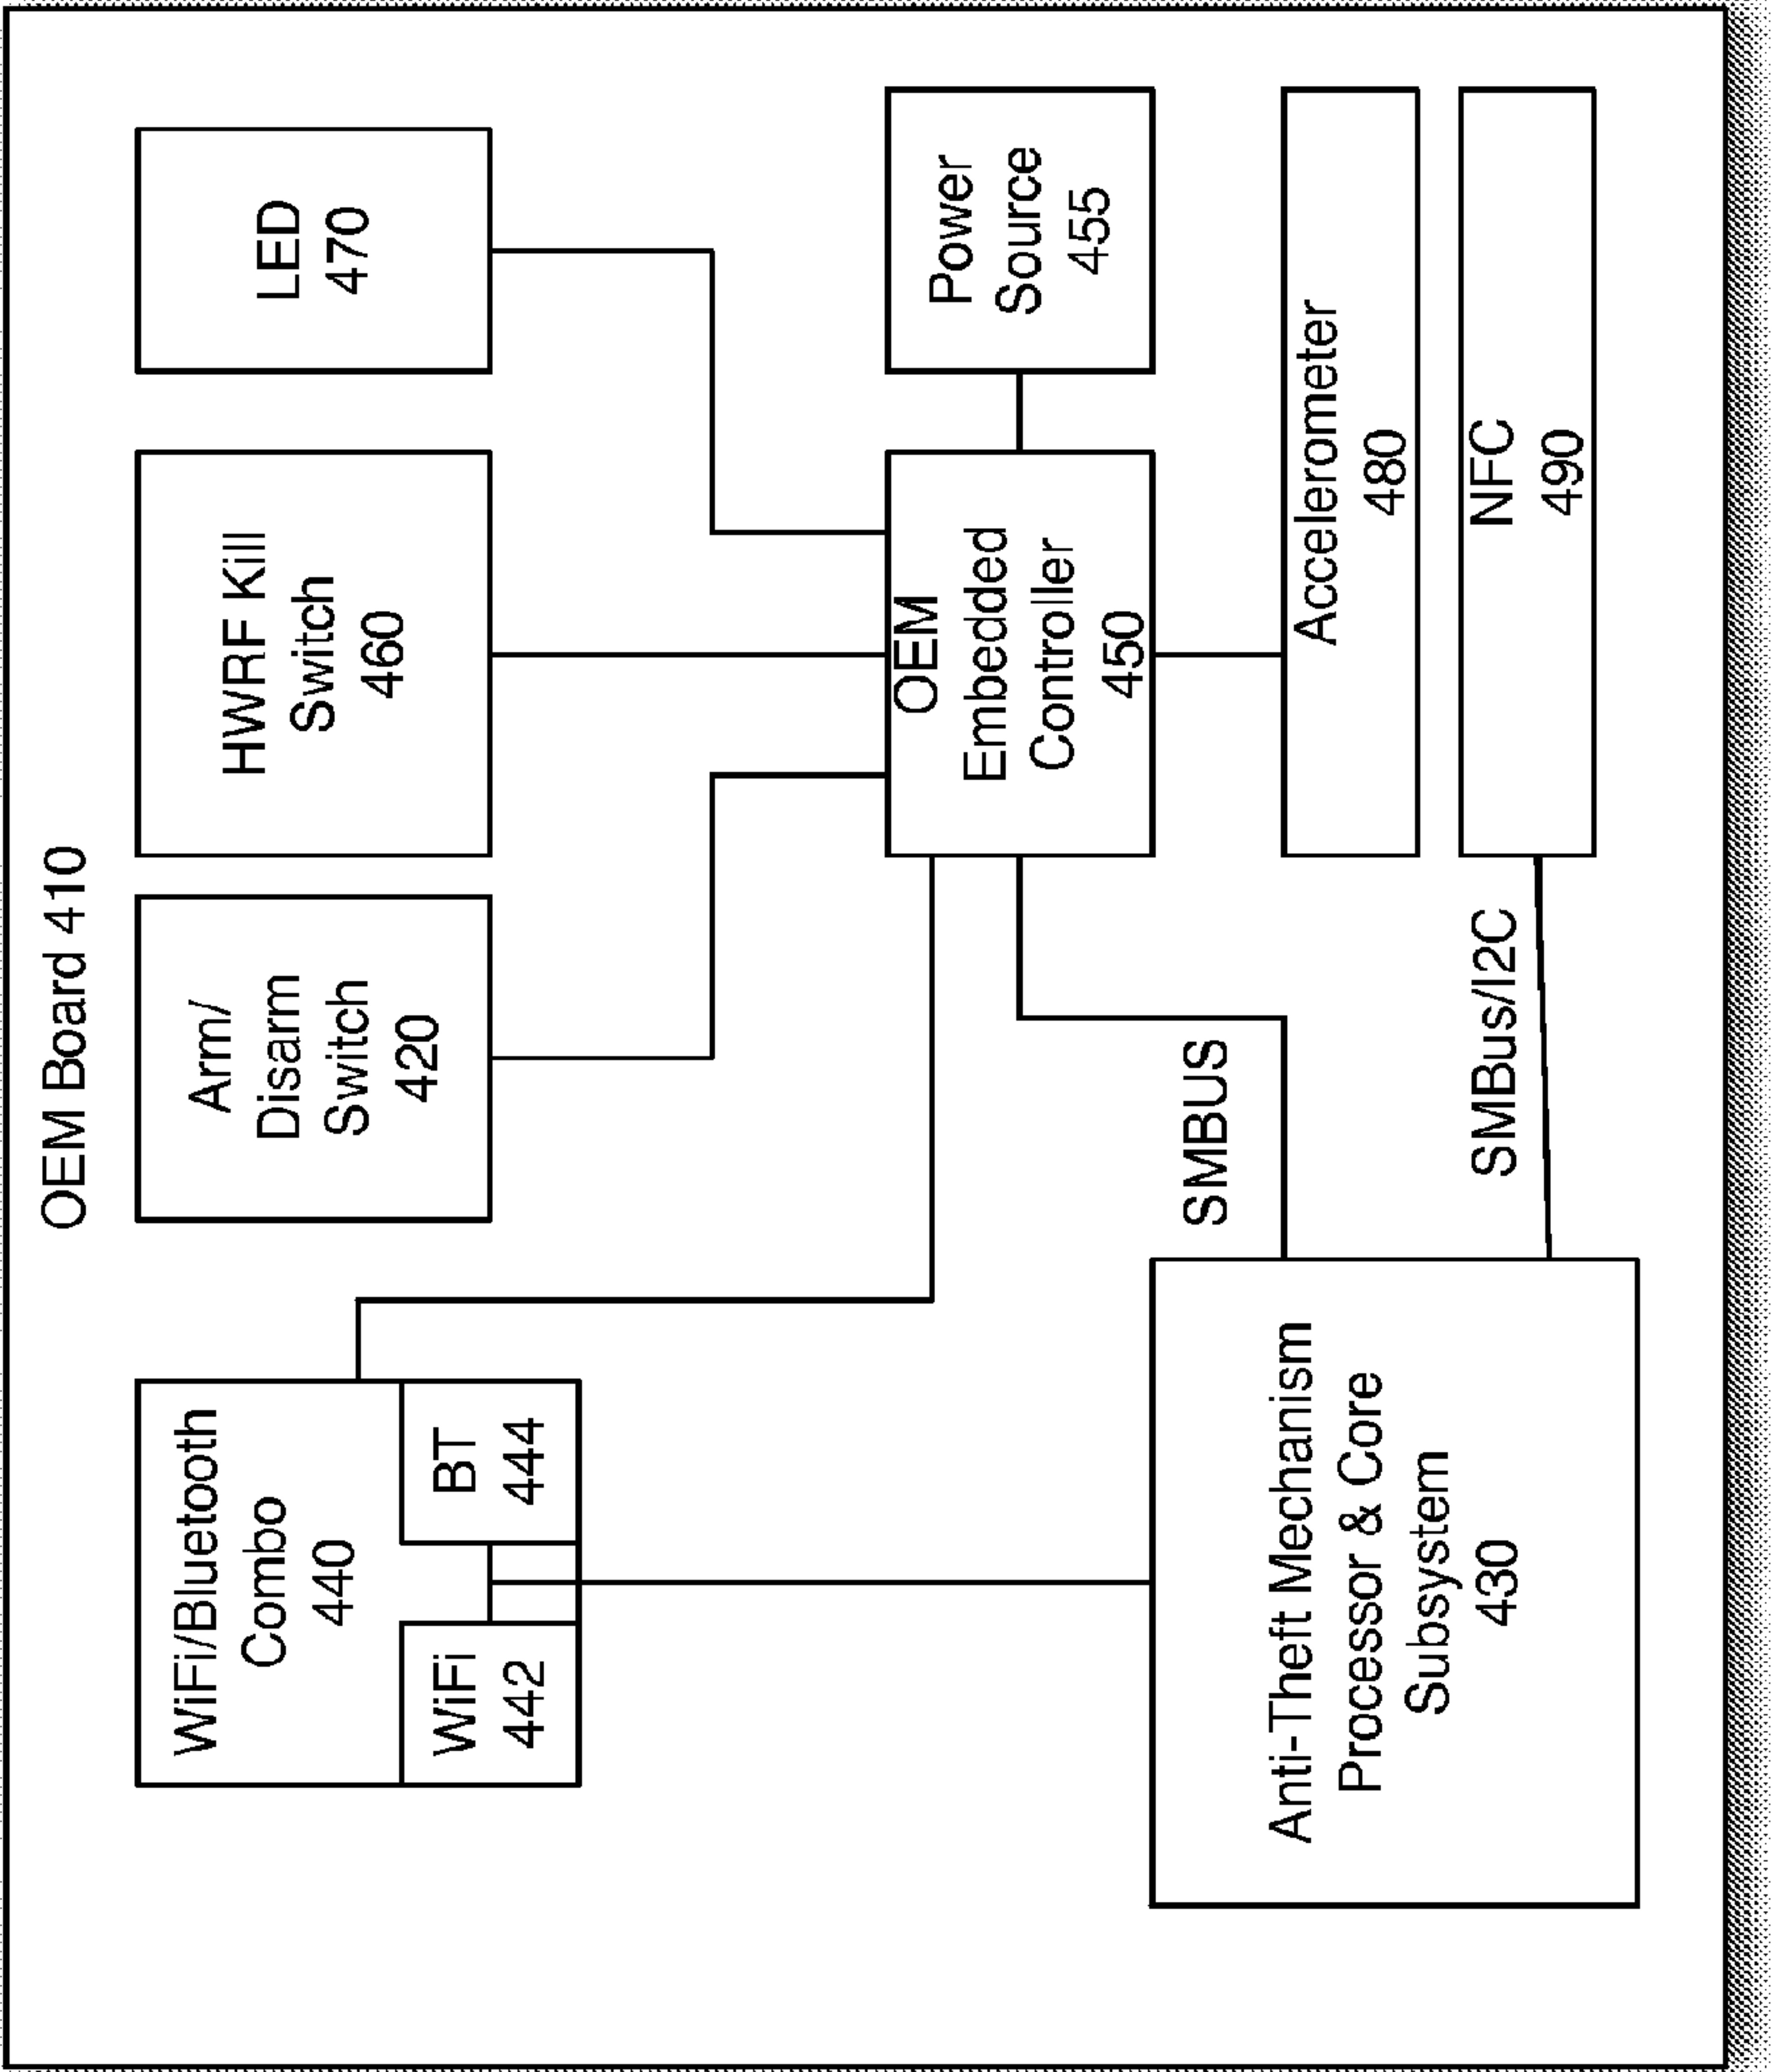 OEM Board 410
WiFi/Bluetooth
Combo
440
WiFi
442
BT
444
Arm/
Disarm
Switch
420
HWRF Kill
Switch
460
LED
470
OEM
Embedded
Controller
450
Power
Source
455
SMBUS
Anti-Theft Mechanism
Processor & Core
Subsystem
430
SMBus/I2C
Accelerometer
480
NFC
490